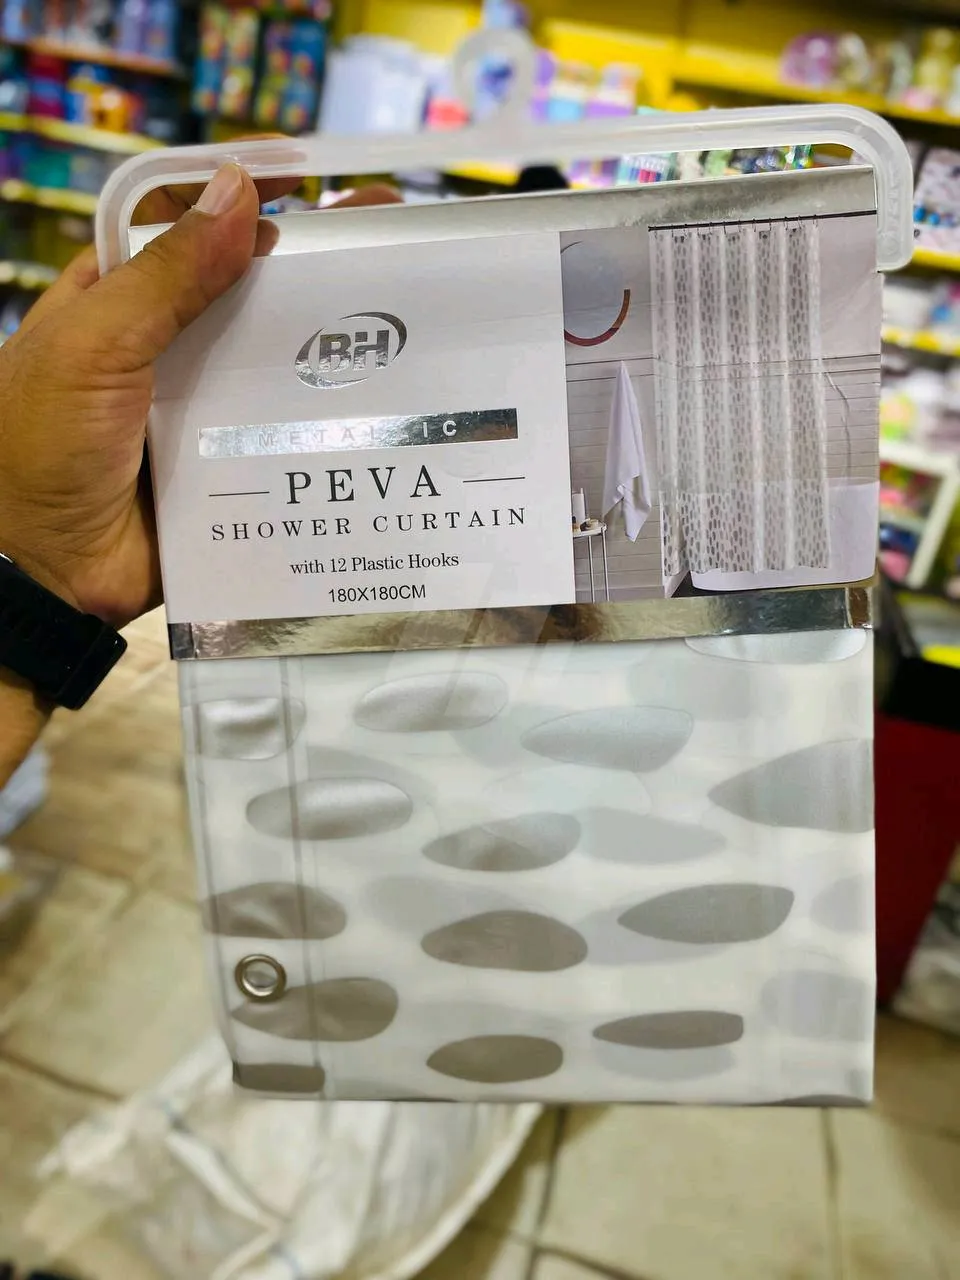 BH
METALLIC
PEVA
SHOWER CURTAIN
with 12 Plastic Hooks
180X180CM